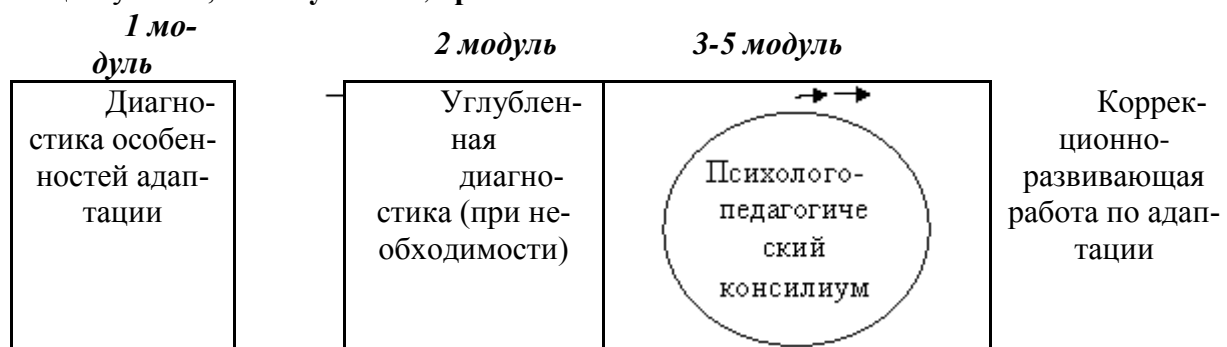 1 мо-
дуль
2 модуль
3-5 модуль
Диагно-
стика особен-
ностей адап-
тации
Углублен-
ная
диагно-
стика (при не-
обходимости)
Психолого-
педагогиче
ский
консилиум
Коррек-
ционно-
развивающая
работа по адап-
тации